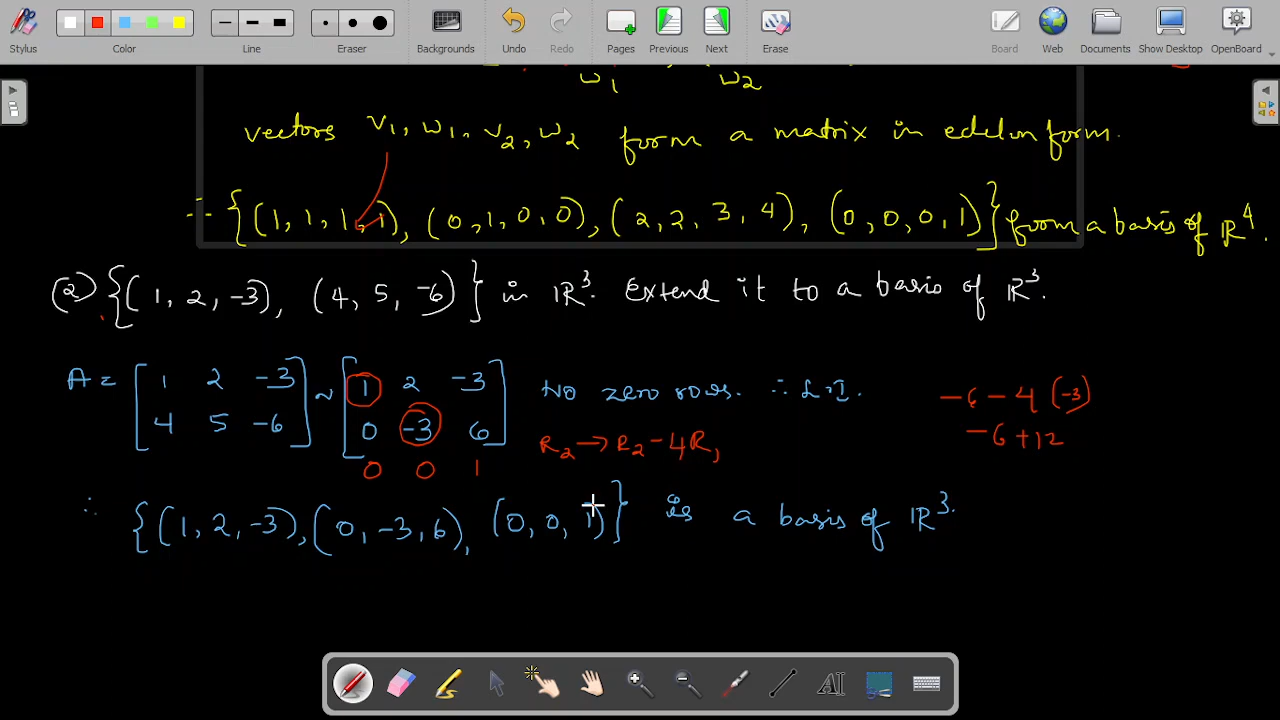 Stylus Color Line Eraser Backgrounds Undo Redo Pages Previous Next Erase Board Web Documents Show Desktop OpenBoard
w1 w2
vectors v1, w1, v2, w2 form a matrix in echelon form.
∴ {(1, 1, 1, 1), (0, 1, 0, 0), (2, 2, 3, 4), (0, 0, 0, 1)} form a basis of ℝ⁴.
(2) {(1, 2, -3), (4, 5, -6)} in ℝ³. Extend it to a basis of ℝ³.
A = [1 2 -3 ~ [1 2 -3 No zero rows. ∴ L.I. -6 - 4 (-3)
4 5 -6] 0 -3 6] R2 → R2 - 4R1 -6 + 12
0 0 1
∴ {(1, 2, -3), (0, -3, 6), (0, 0, 1)} is a basis of ℝ³.